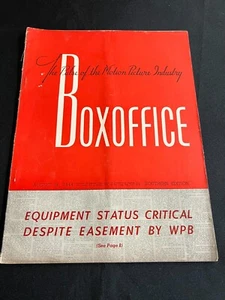 The Pulse of the Motion Picture Industry
BOXOFFICE
EQUIPMENT STATUS CRITICAL
DESPITE EASEMENT BY WPB
(See Page 8)